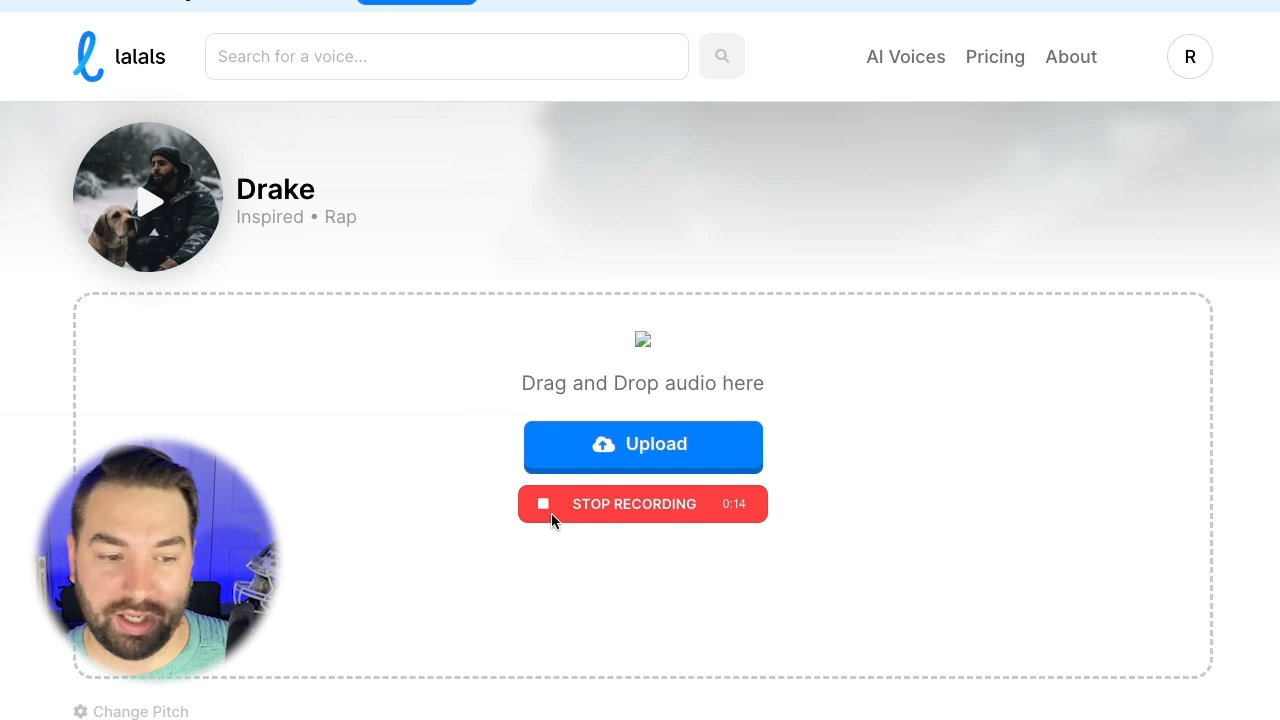 lalals
Search for a voice...
AI Voices
Pricing
About
R
Drake
Inspired • Rap
Drag and Drop audio here
Upload
STOP RECORDING 0:14
Change Pitch